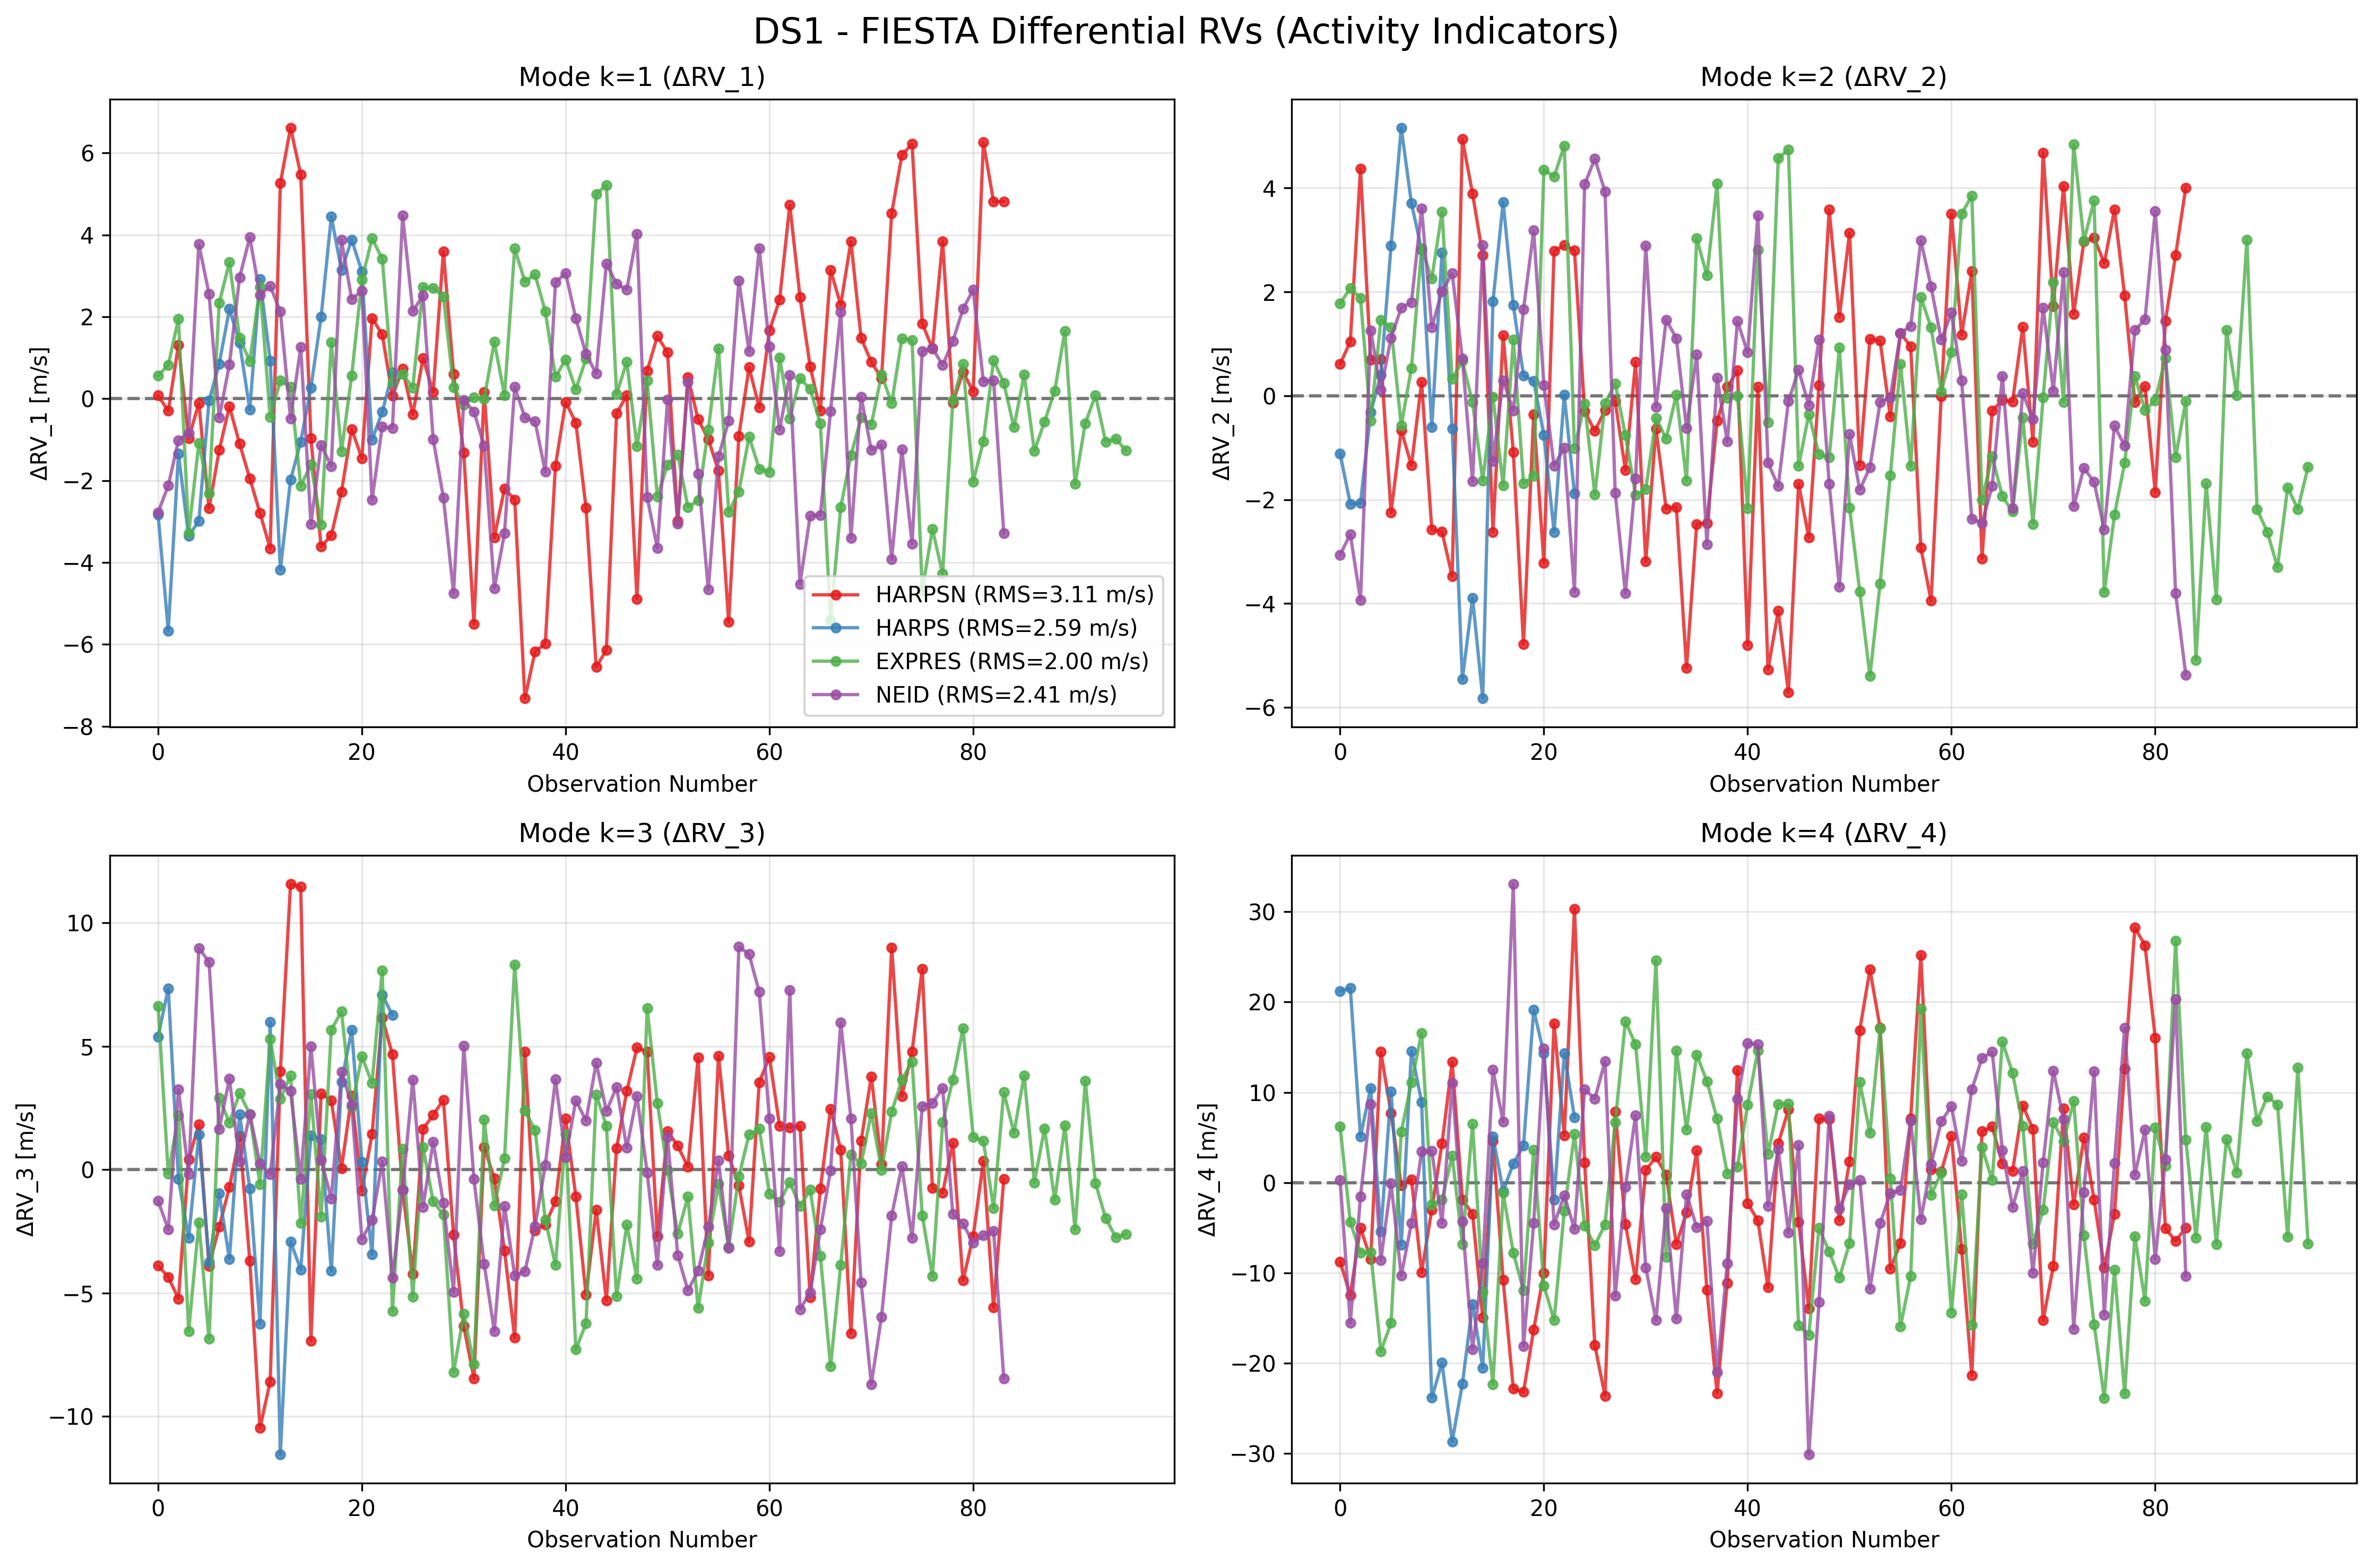 DS1 - FIESTA Differential RVs (Activity Indicators)
Mode k=1 (ΔRV_1)
ΔRV_1 [m/s]
6
4
2
0
−2
−4
−6
−8
0 20 40 60 80
Observation Number
HARPSN (RMS=3.11 m/s)
HARPS (RMS=2.59 m/s)
EXPRES (RMS=2.00 m/s)
NEID (RMS=2.41 m/s)
Mode k=2 (ΔRV_2)
ΔRV_2 [m/s]
4
2
0
−2
−4
−6
0 20 40 60 80
Observation Number
Mode k=3 (ΔRV_3)
ΔRV_3 [m/s]
10
5
0
−5
−10
0 20 40 60 80
Observation Number
Mode k=4 (ΔRV_4)
ΔRV_4 [m/s]
30
20
10
0
−10
−20
−30
0 20 40 60 80
Observation Number